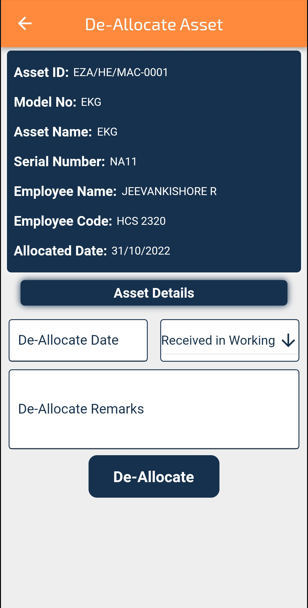 De-Allocate Asset
Asset ID: EZA/HE/MAC-0001
Model No: EKG
Asset Name: EKG
Serial Number: NA11
Employee Name: JEEVANKISHORE R
Employee Code: HCS 2320
Allocated Date: 31/10/2022
Asset Details
De-Allocate Date
Received in Working
De-Allocate Remarks
De-Allocate